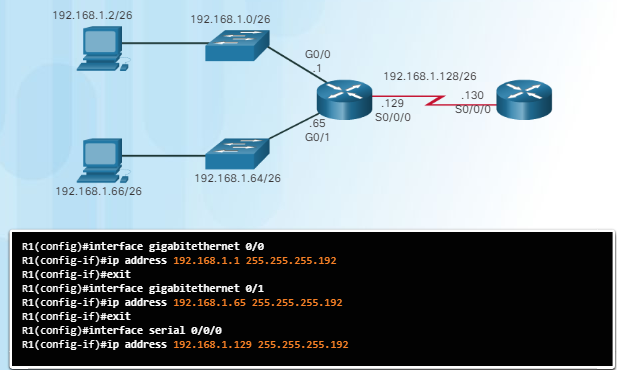 192.168.1.2/26
192.168.1.0/26
G0/0
.1
192.168.1.128/26
.129
S0/0/0
.130
S0/0/0
.65
G0/1
192.168.1.66/26
192.168.1.64/26
R1(config)#interface gigabitethernet 0/0
R1(config-if)#ip address 192.168.1.1 255.255.255.192
R1(config-if)#exit
R1(config)#interface gigabitethernet 0/1
R1(config-if)#ip address 192.168.1.65 255.255.255.192
R1(config-if)#exit
R1(config)#interface serial 0/0/0
R1(config-if)#ip address 192.168.1.129 255.255.255.192